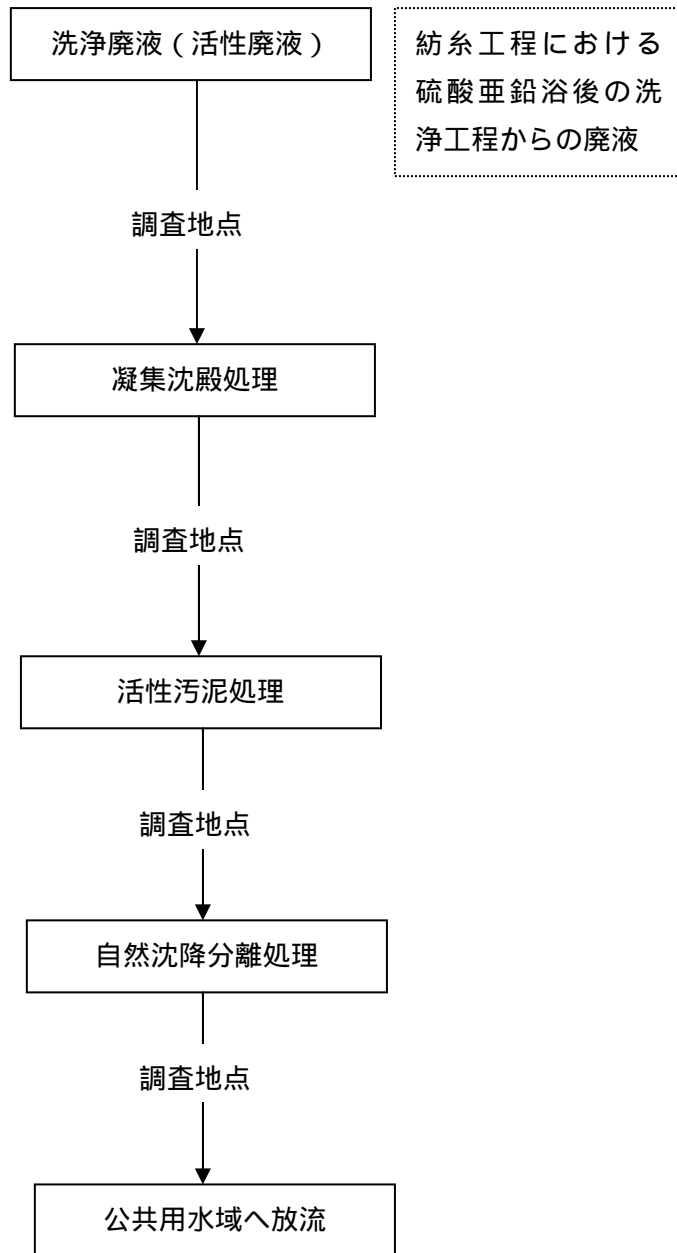 洗浄廃液（活性廃液）
紡糸工程における
硫酸亜鉛浴後の洗
浄工程からの廃液
調査地点
凝集沈殿処理
調査地点
活性汚泥処理
調査地点
自然沈降分離処理
調査地点
公共用水域へ放流